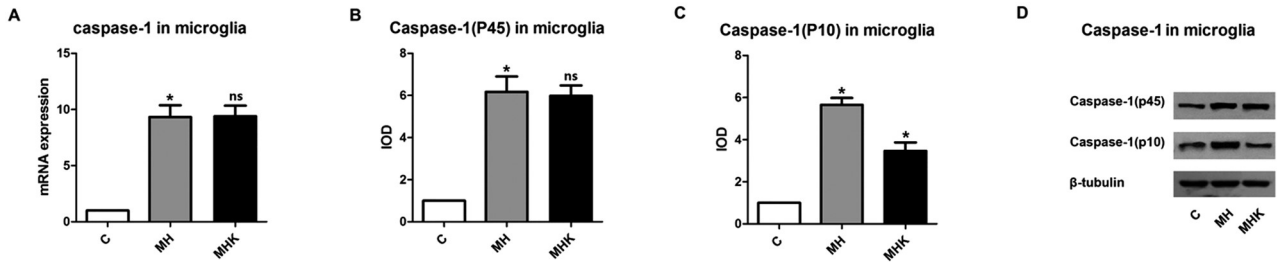 A
caspase-1 in microglia
mRNA expression
15
10
5
0
*
ns
C
MH
MHK
B
Caspase-1(P45) in microglia
IOD
8
6
4
2
0
*
ns
C
MH
MHK
C
Caspase-1(P10) in microglia
IOD
8
6
4
2
0
*
*
C
MH
MHK
D
Caspase-1 in microglia
Caspase-1(p45)
Caspase-1(p10)
β-tubulin
C
MH
MHK